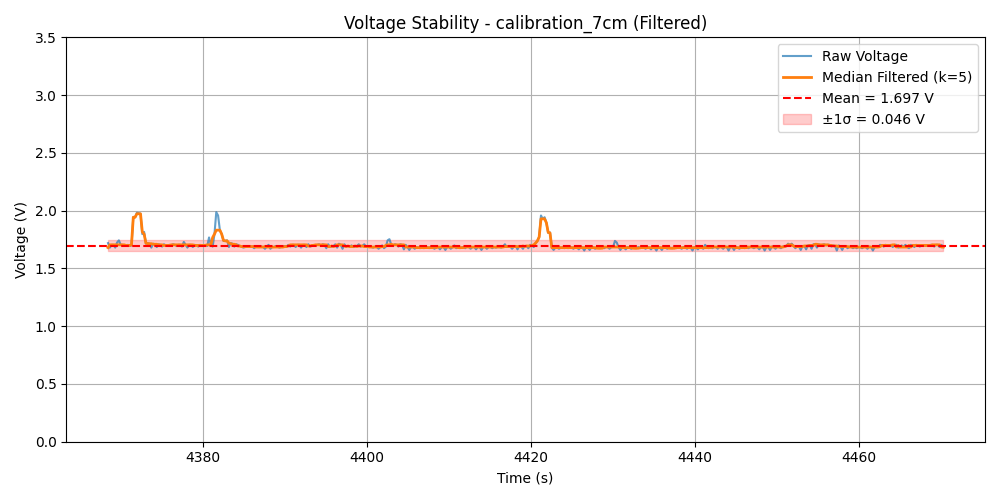 Voltage Stability - calibration_7cm (Filtered)
Raw Voltage
Median Filtered (k=5)
Mean = 1.697 V
±1σ = 0.046 V
Voltage (V)
3.5
3.0
2.5
2.0
1.5
1.0
0.5
0.0
4380 4400 4420 4440 4460
Time (s)